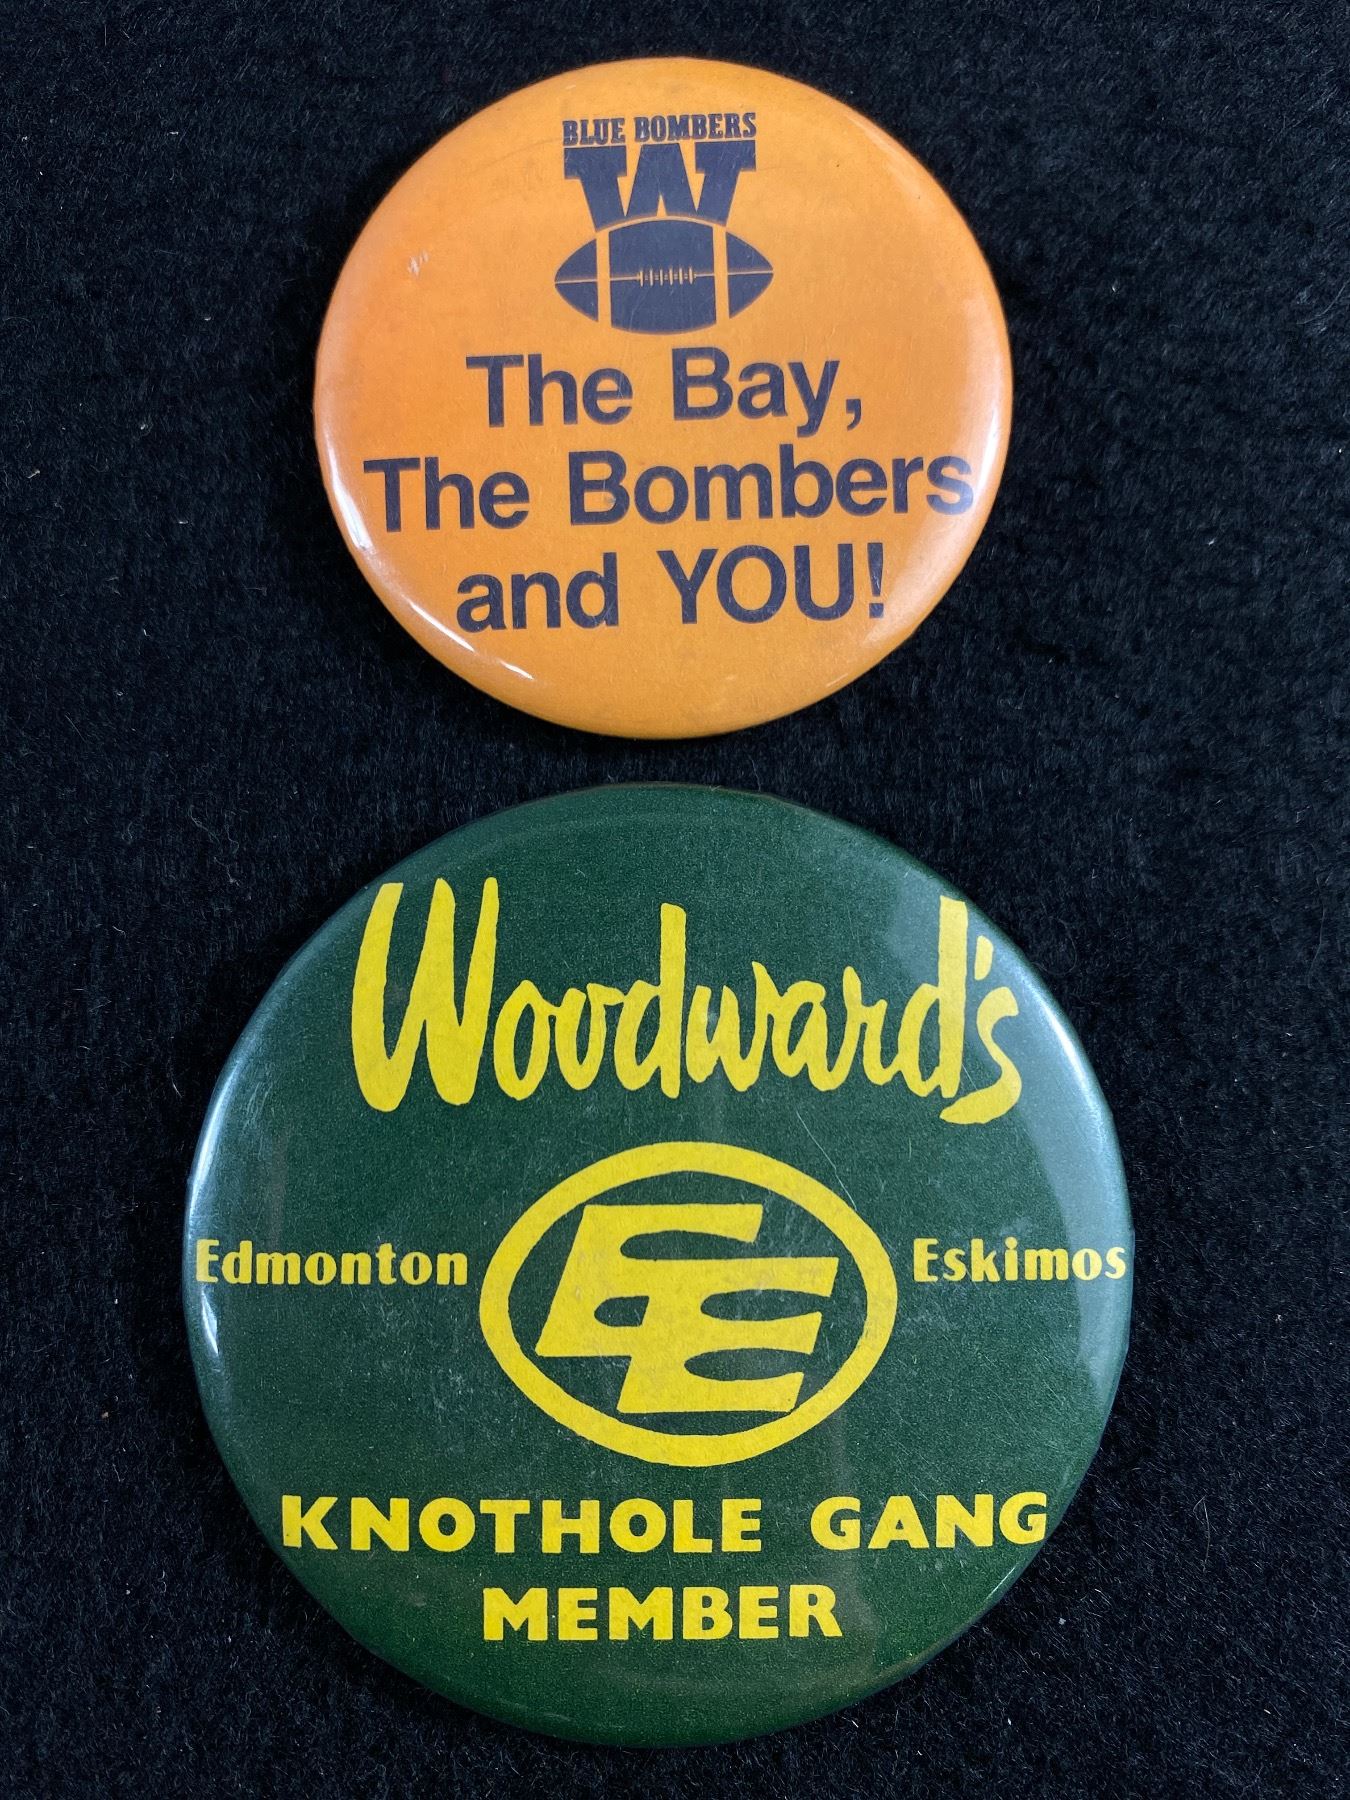 BLUE BOMBERS
W
The Bay,
The Bombers
and YOU!
Woodward's
Edmonton EE Eskimos
KNOTHOLE GANG
MEMBER